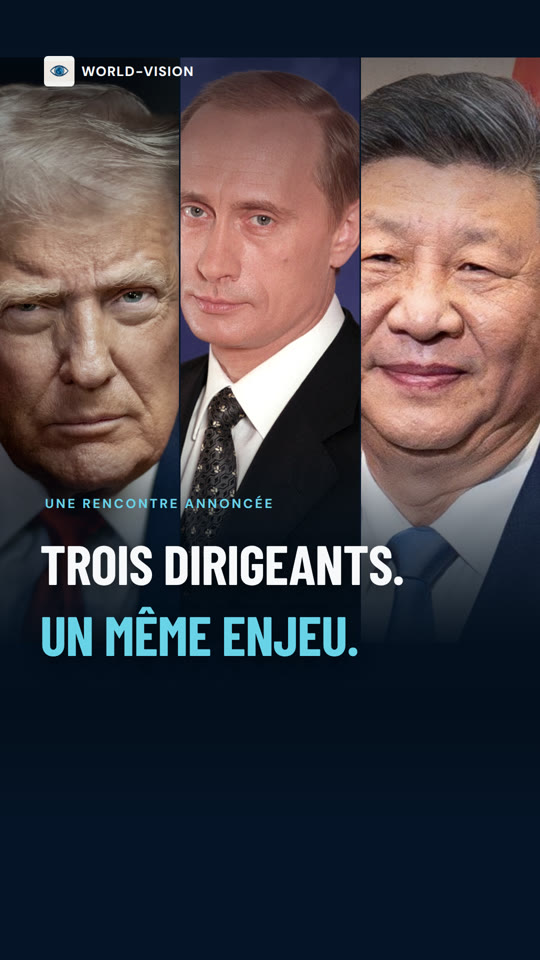 WORLD-VISION
UNE RENCONTRE ANNONCÉE
TROIS DIRIGEANTS.
UN MÊME ENJEU.